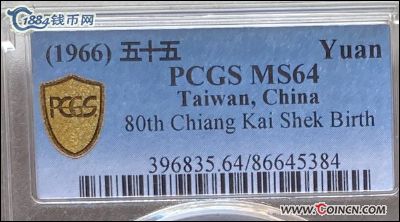 1884钱币网
(1966) 五十五 Yuan
PCGS MS64
Taiwan, China
80th Chiang Kai Shek Birth
PCGS
396835.64/86645384
www.COINCN.COM